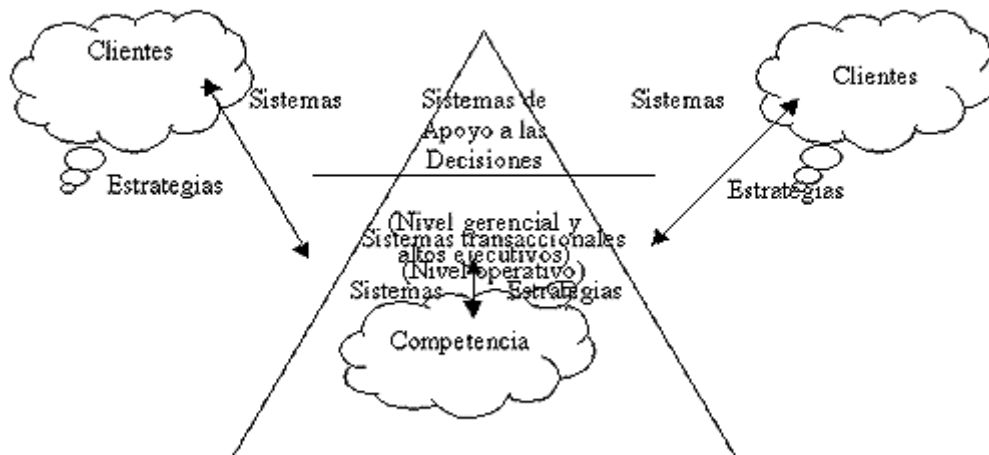 Clientes
Clientes
Sistemas
Sistemas de
Sistemas
Apoyo a las
Decisiones
Estrategias
Estrategias
(Nivel gerencial y
Sistemas transaccionales
altos ejecutivos)
(Nivel operativo)
Sistemas
Estrategias
Competencia